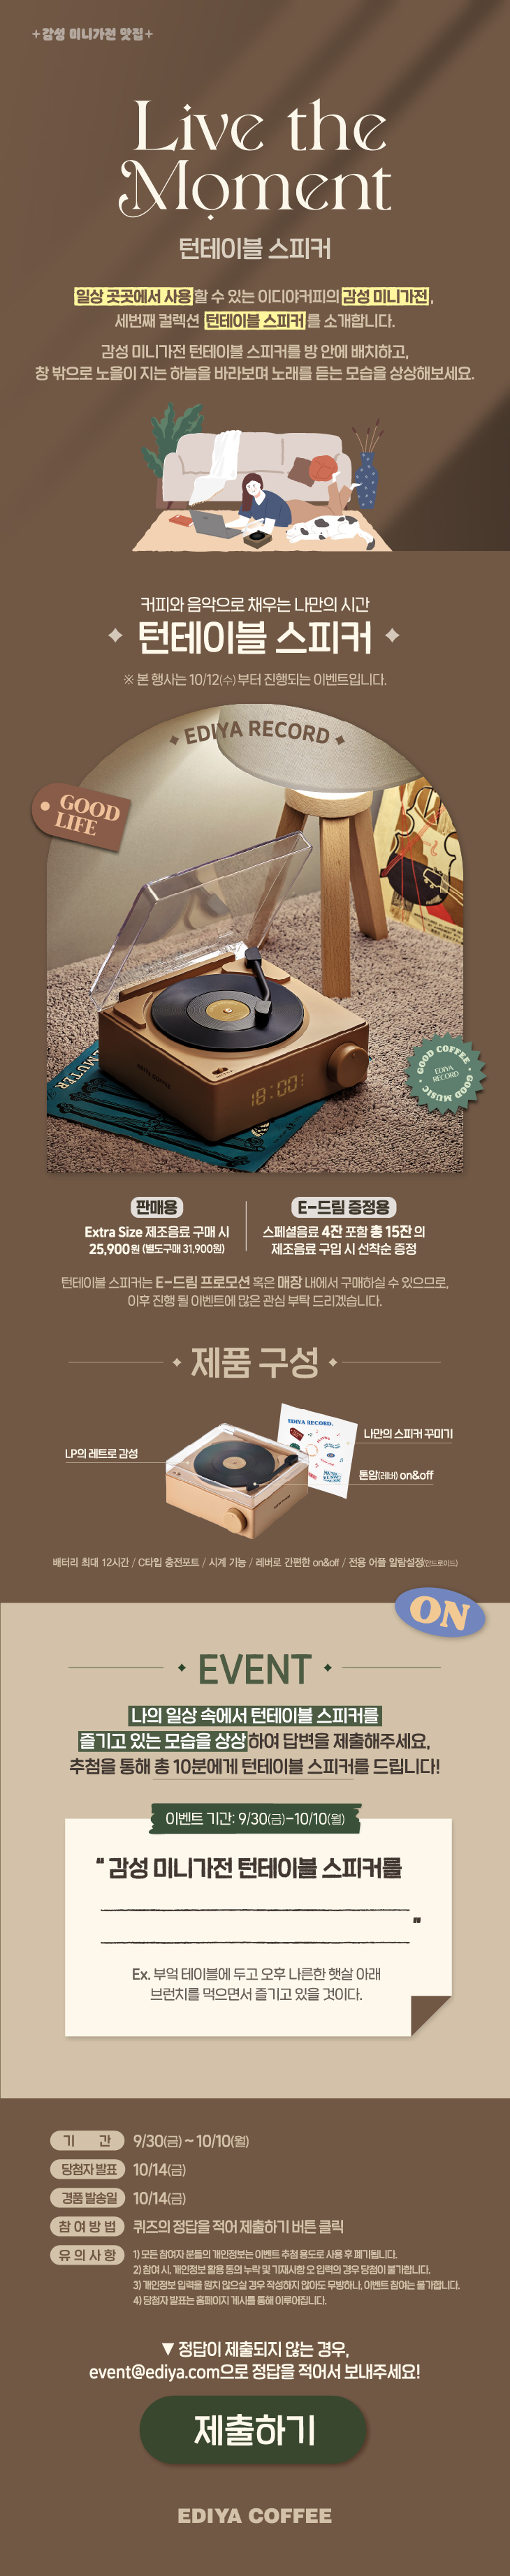 +감성 미니가전 맛집+
Live the
Moment
턴테이블 스피커
일상 곳곳에서 사용할 수 있는 이디야커피의 감성 미니가전,
세번째 컬렉션 턴테이블 스피커를 소개합니다.
감성 미니가전 턴테이블 스피커를 방 안에 배치하고,
창 밖으로 노을이 지는 하늘을 바라보며 노래를 듣는 모습을 상상해보세요.
커피와 음악으로 채우는 나만의 시간
턴테이블 스피커
※ 본 행사는 10/12(수) 부터 진행되는 이벤트입니다.
EDIYA RECORD
GOOD
LIFE
18:00
GOOD COFFEE · GOOD MUSIC
EDIYA
RECORD
판매용
Extra Size 제조음료 구매 시
25,900원 (별도구매 31,900원)
E-드림 증정용
스페셜음료 4잔 포함 총 15잔 의
제조음료 구입 시 선착순 증정
턴테이블 스피커는 E-드림 프로모션 혹은 매장 내에서 구매하실 수 있으므로,
이후 진행 될 이벤트에 많은 관심 부탁 드리겠습니다.
제품 구성
EDIYA RECORD.
나만의 스피커 꾸미기
LP의 레트로 감성
톤암(레버) on&off
배터리 최대 12시간 / C타입 충전포트 / 시계 기능 / 레버로 간편한 on&off / 전용 어플 알람설정(안드로이드)
ON
EVENT
나의 일상 속에서 턴테이블 스피커를
즐기고 있는 모습을 상상하여 답변을 제출해주세요.
추첨을 통해 총 10분에게 턴테이블 스피커를 드립니다!
이벤트 기간: 9/30(금)-10/10(월)
“ 감성 미니가전 턴테이블 스피커를
”
Ex. 부엌 테이블에 두고 오후 나른한 햇살 아래
브런치를 먹으면서 즐기고 있을 것이다.
기 간 9/30(금) ~ 10/10(월)
당첨자 발표 10/14(금)
경품 발송일 10/14(금)
참 여 방 법 퀴즈의 정답을 적어 제출하기 버튼 클릭
유 의 사 항 1) 모든 참여자 분들의 개인정보는 이벤트 추첨 용도로 사용 후 폐기됩니다.
2) 참여 시, 개인정보 활용 동의 누락 및 기재사항 오 입력의 경우 당첨이 불가합니다.
3) 개인정보 입력을 원치 않으실 경우 작성하지 않아도 무방하나, 이벤트 참여는 불가합니다.
4) 당첨자 발표는 홈페이지 게시를 통해 이루어집니다.
▼ 정답이 제출되지 않는 경우,
event@ediya.com으로 정답을 적어서 보내주세요!
제출하기
EDIYA COFFEE